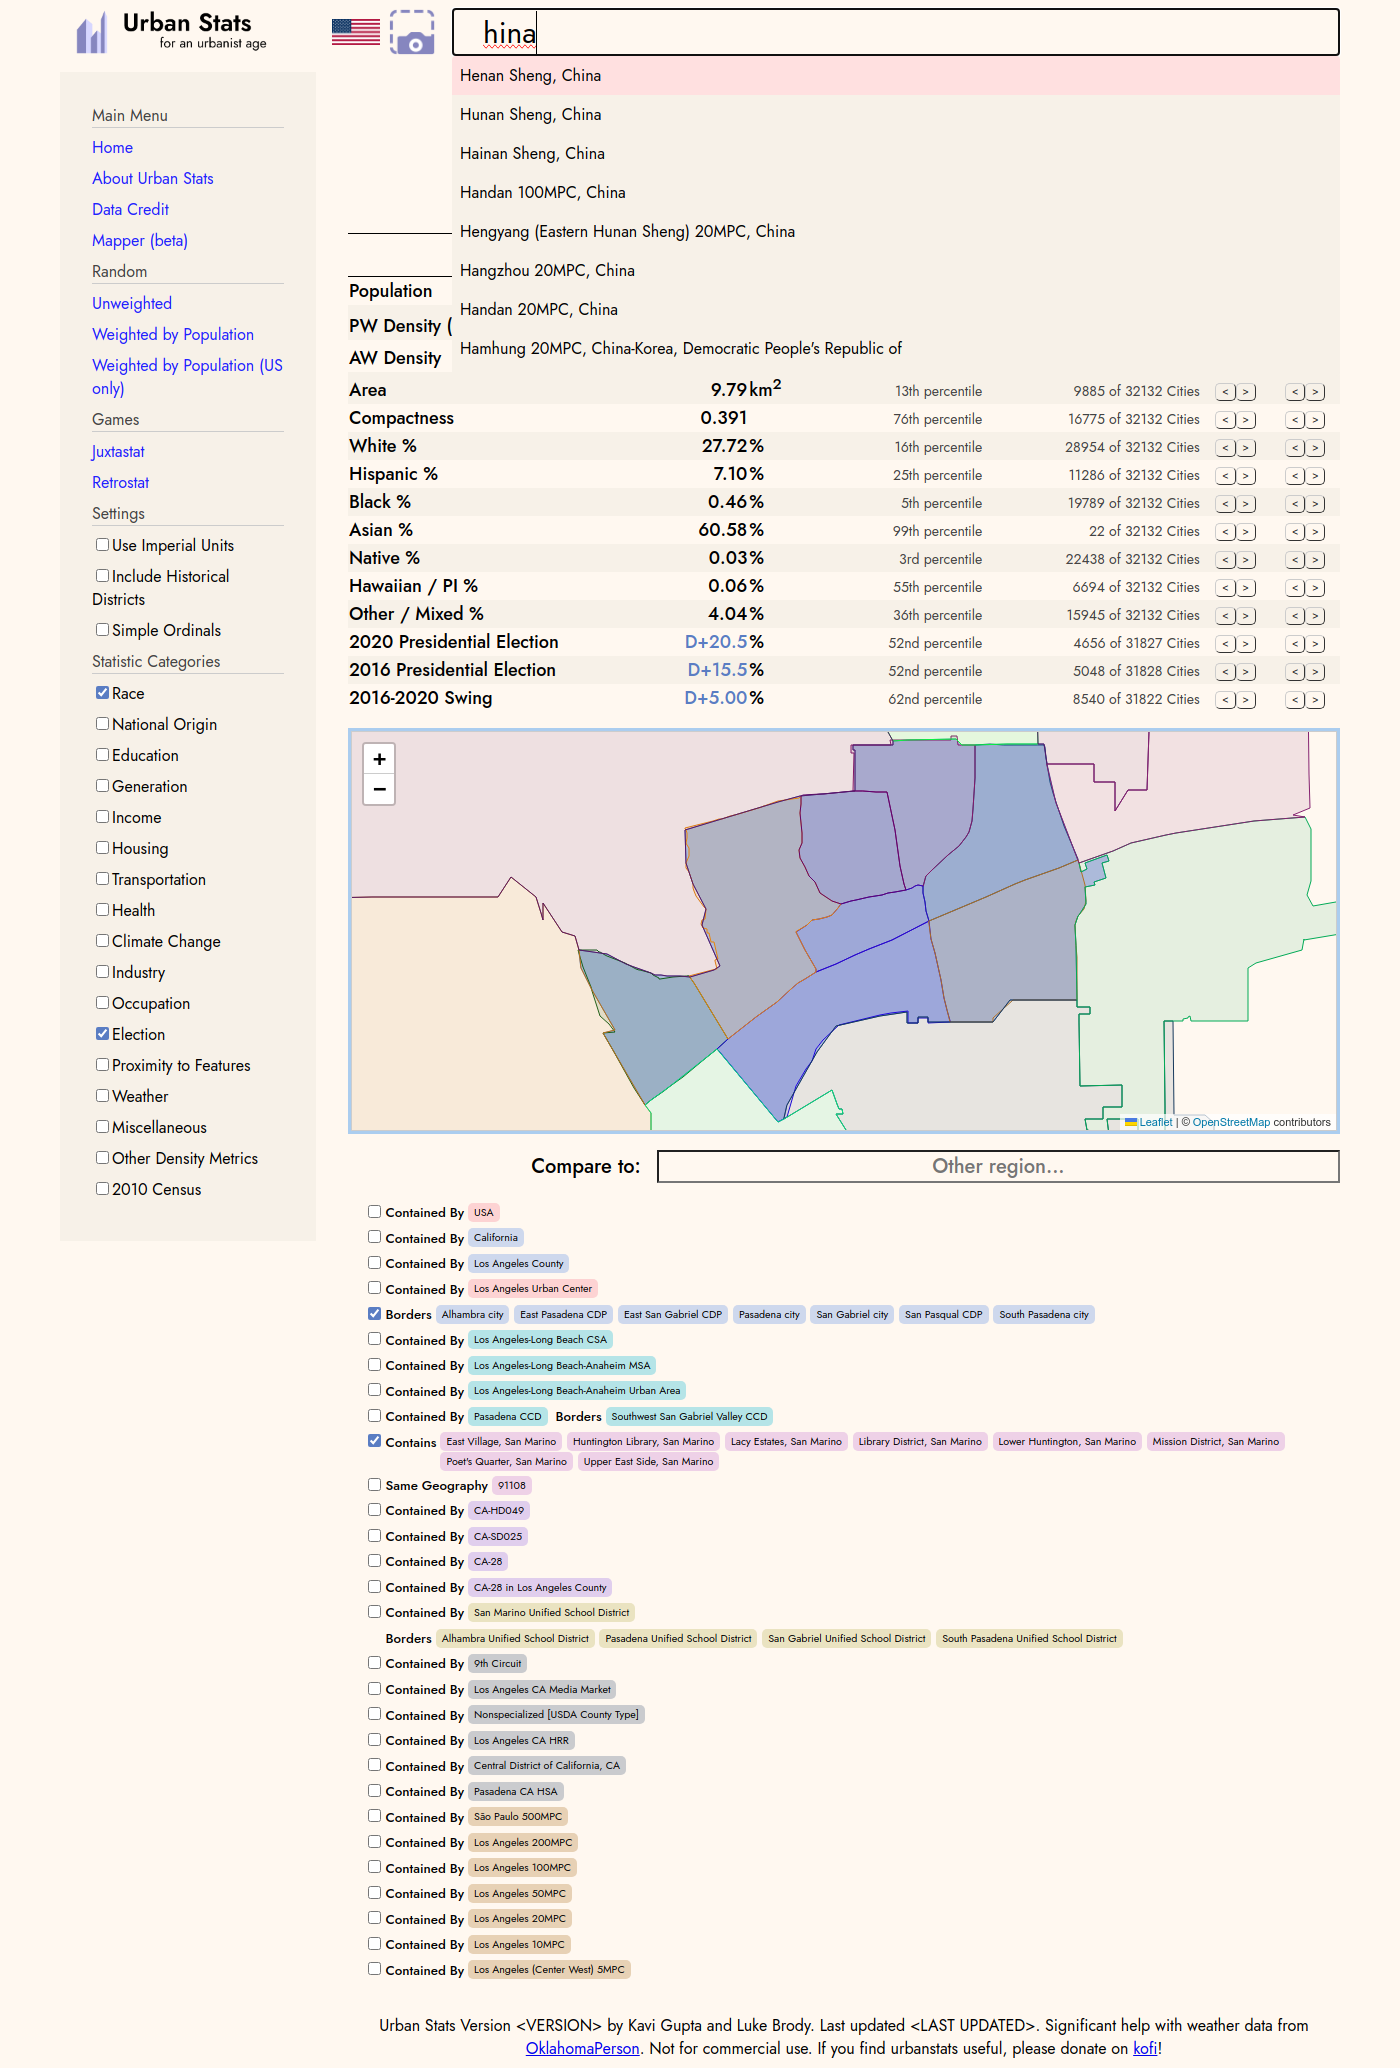 Urban Stats
for an urbanist age
hina
Henan Sheng, China
Hunan Sheng, China
Hainan Sheng, China
Handan 100MPC, China
Hengyang (Eastern Hunan Sheng) 20MPC, China
Hangzhou 20MPC, China
Handan 20MPC, China
Hamhung 20MPC, China-Korea, Democratic People's Republic of
Main Menu
Home
About Urban Stats
Data Credit
Mapper (beta)
Random
Unweighted
Weighted by Population
Weighted by Population (US
only)
Games
Juxtastat
Retrostat
Settings
Use Imperial Units
Include Historical
Districts
Simple Ordinals
Statistic Categories
Race
National Origin
Education
Generation
Income
Housing
Transportation
Health
Climate Change
Industry
Occupation
Election
Proximity to Features
Weather
Miscellaneous
Other Density Metrics
2010 Census
Population
PW Density (
AW Density
Area 9.79 km2 13th percentile 9885 of 32132 Cities < > < >
Compactness 0.391 76th percentile 16775 of 32132 Cities < > < >
White % 27.72% 16th percentile 28954 of 32132 Cities < > < >
Hispanic % 7.10% 25th percentile 11286 of 32132 Cities < > < >
Black % 0.46% 5th percentile 19789 of 32132 Cities < > < >
Asian % 60.58% 99th percentile 22 of 32132 Cities < > < >
Native % 0.03% 3rd percentile 22438 of 32132 Cities < > < >
Hawaiian / PI % 0.06% 55th percentile 6694 of 32132 Cities < > < >
Other / Mixed % 4.04% 36th percentile 15945 of 32132 Cities < > < >
2020 Presidential Election D+20.5% 52nd percentile 4656 of 31827 Cities < > < >
2016 Presidential Election D+15.5% 52nd percentile 5048 of 31828 Cities < > < >
2016-2020 Swing D+5.00% 62nd percentile 8540 of 31822 Cities < > < >
+
−
Leaflet | © OpenStreetMap contributors
Compare to: Other region...
Contained By USA
Contained By California
Contained By Los Angeles County
Contained By Los Angeles Urban Center
Borders Alhambra city East Pasadena CDP East San Gabriel CDP Pasadena city San Gabriel city San Pasqual CDP South Pasadena city
Contained By Los Angeles-Long Beach CSA
Contained By Los Angeles-Long Beach-Anaheim MSA
Contained By Los Angeles-Long Beach-Anaheim Urban Area
Contained By Pasadena CCD Borders Southwest San Gabriel Valley CCD
Contains East Village, San Marino Huntington Library, San Marino Lacy Estates, San Marino Library District, San Marino Lower Huntington, San Marino Mission District, San Marino
Poet's Quarter, San Marino Upper East Side, San Marino
Same Geography 91108
Contained By CA-HD049
Contained By CA-SD025
Contained By CA-28
Contained By CA-28 in Los Angeles County
Contained By San Marino Unified School District
Borders Alhambra Unified School District Pasadena Unified School District San Gabriel Unified School District South Pasadena Unified School District
Contained By 9th Circuit
Contained By Los Angeles CA Media Market
Contained By Nonspecialized [USDA County Type]
Contained By Los Angeles CA HRR
Contained By Central District of California, CA
Contained By Pasadena CA HSA
Contained By São Paulo 500MPC
Contained By Los Angeles 200MPC
Contained By Los Angeles 100MPC
Contained By Los Angeles 50MPC
Contained By Los Angeles 20MPC
Contained By Los Angeles 10MPC
Contained By Los Angeles (Center West) 5MPC
Urban Stats Version <VERSION> by Kavi Gupta and Luke Brody. Last updated <LAST UPDATED>. Significant help with weather data from
OklahomaPerson. Not for commercial use. If you find urbanstats useful, please donate on kofi!